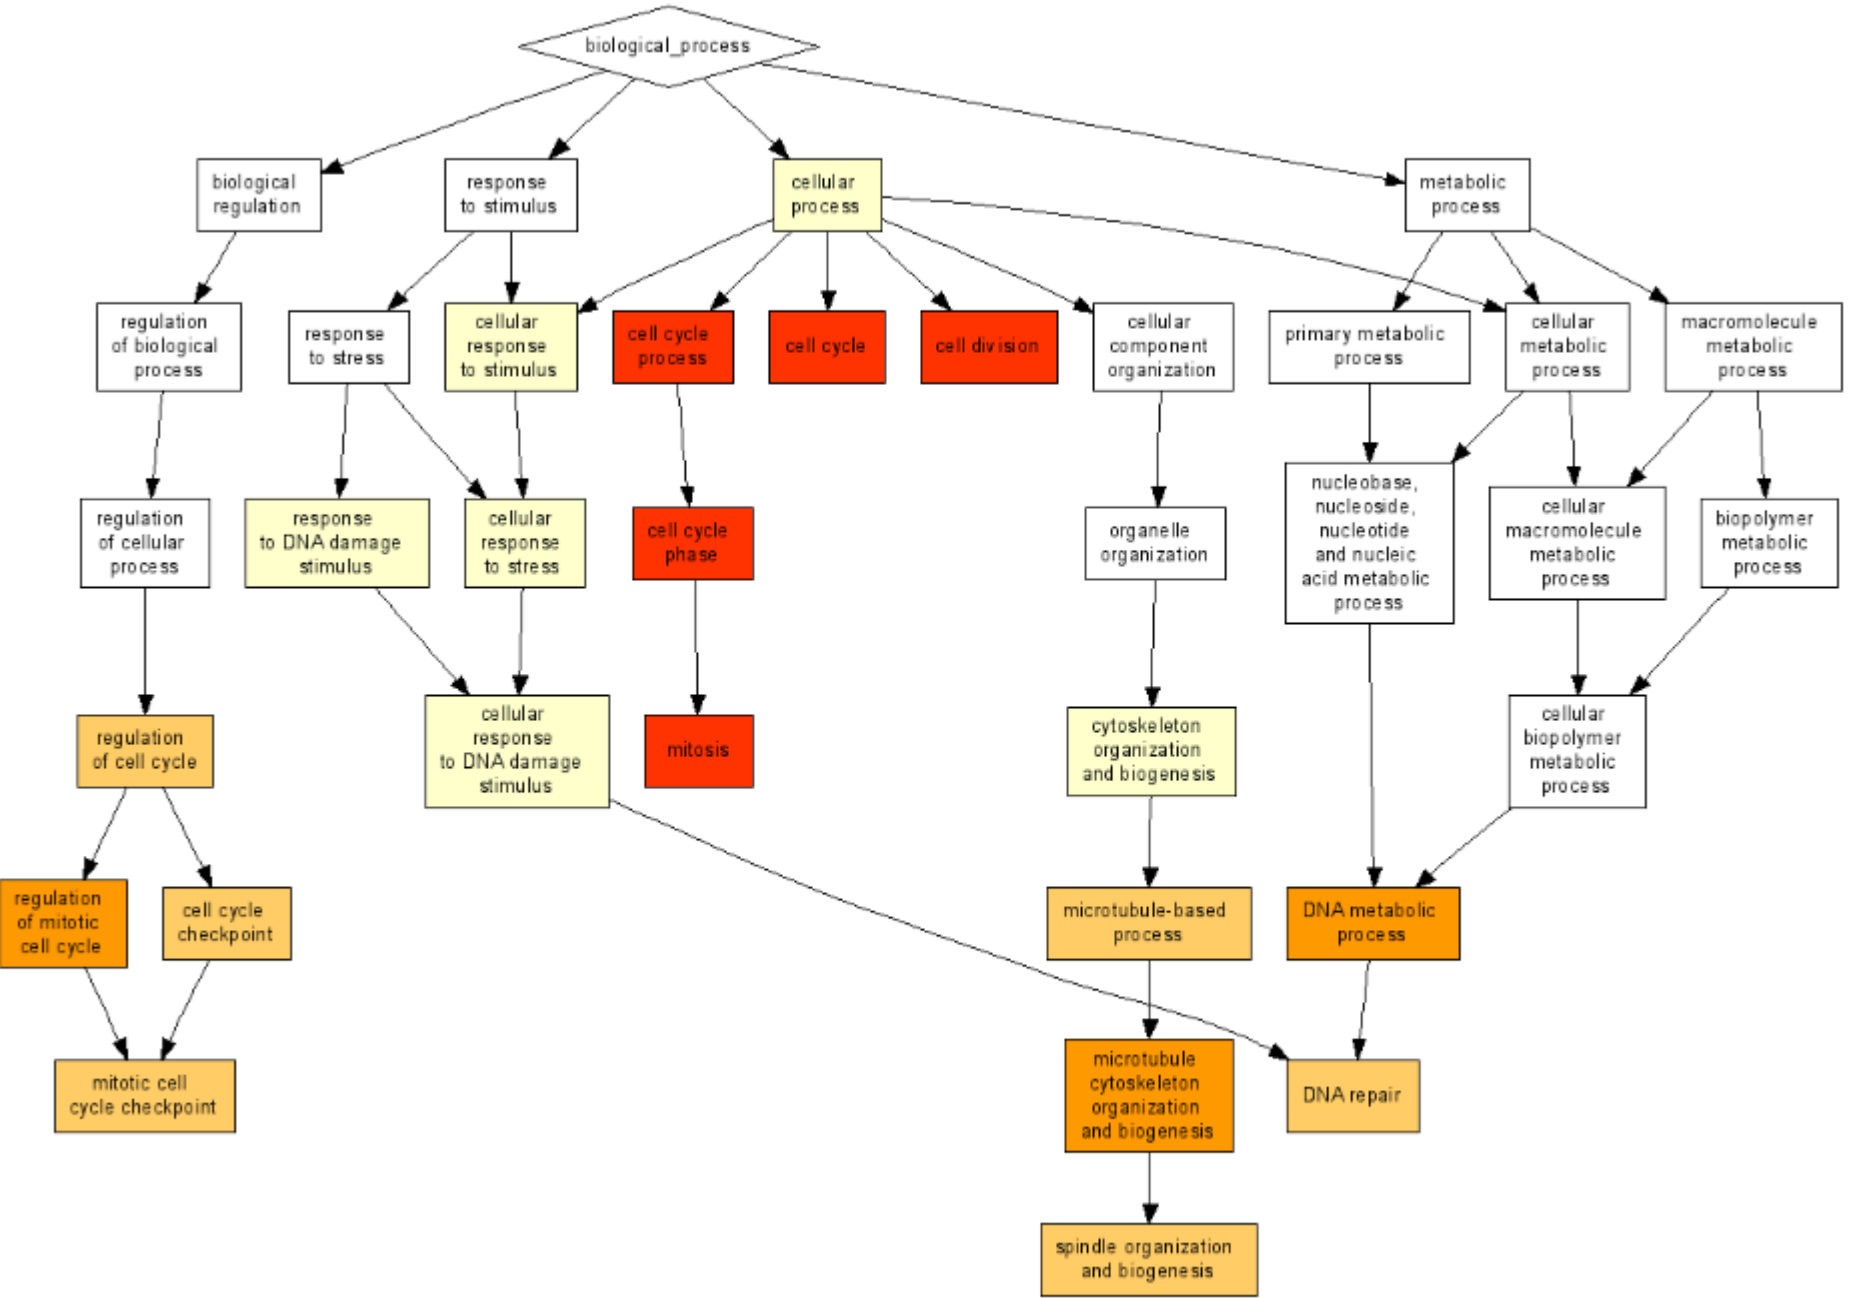 biological_process
biological
regulation
response
to stimulus
cellular
process
metabolic
process
regulation
of biological
process
response
to stress
cellular
response
to stimulus
cell cycle
process
cell cycle
cell division
cellular
component
organization
primary metabolic
process
cellular
metabolic
process
macromolecule
metabolic
process
regulation
of cellular
process
response
to DNA damage
stimulus
cellular
response
to stress
cell cycle
phase
organelle
organization
nucleobase,
nucleoside,
nucleotide
and nucleic
acid metabolic
process
cellular
macromolecule
metabolic
process
biopolymer
metabolic
process
regulation
of cell cycle
cellular
response
to DNA damage
stimulus
mitosis
cytoskeleton
organization
and biogenesis
cellular
biopolymer
metabolic
process
regulation
of mitotic
cell cycle
cell cycle
checkpoint
microtubule-based
process
DNA metabolic
process
mitotic cell
cycle checkpoint
microtubule
cytoskeleton
organization
and biogenesis
DNA repair
spindle organization
and biogenesis